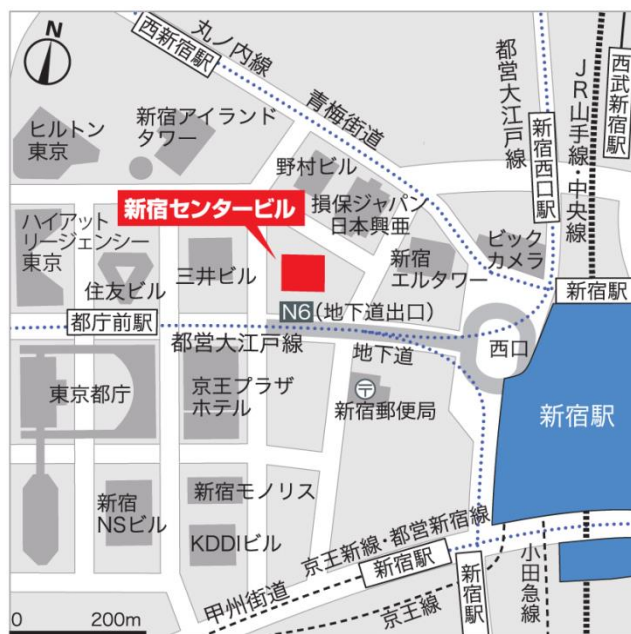 N
丸ノ内線
西新宿駅
青梅街道
都営大江戸線
JR山手線・中央線
西武新宿駅
新宿西口駅
ヒルトン
東京
新宿アイランド
タワー
野村ビル
損保ジャパン
日本興亜
新宿センタービル
ハイアット
リージェンシー
東京
住友ビル
三井ビル
新宿
エルタワー
ビック
カメラ
新宿駅
N6(地下道出口)
都庁前駅
都営大江戸線
地下道
西口
東京都庁
京王プラザ
ホテル
〒
新宿郵便局
新宿駅
新宿
NSビル
新宿モノリス
KDDIビル
京王新線・都営新宿線
新宿駅
甲州街道
京王線
新宿駅
小田急線
0 200m